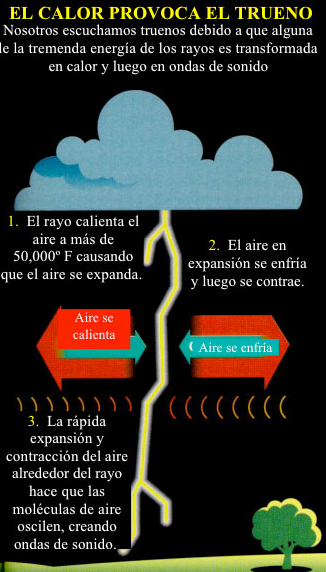 EL CALOR PROVOCA EL TRUENO
Nosotros escuchamos truenos debido a que alguna
de la tremenda energía de los rayos es transformada
en calor y luego en ondas de sonido
1. El rayo calienta el
aire a más de
50,000º F causando
que el aire se expanda.
2. El aire en
expansión se enfría
y luego se contrae.
Aire se
calienta
Aire se enfría
3. La rápida
expansión y
contracción del aire
alrededor del rayo
hace que las
moléculas de aire
oscilen, creando
ondas de sonido.